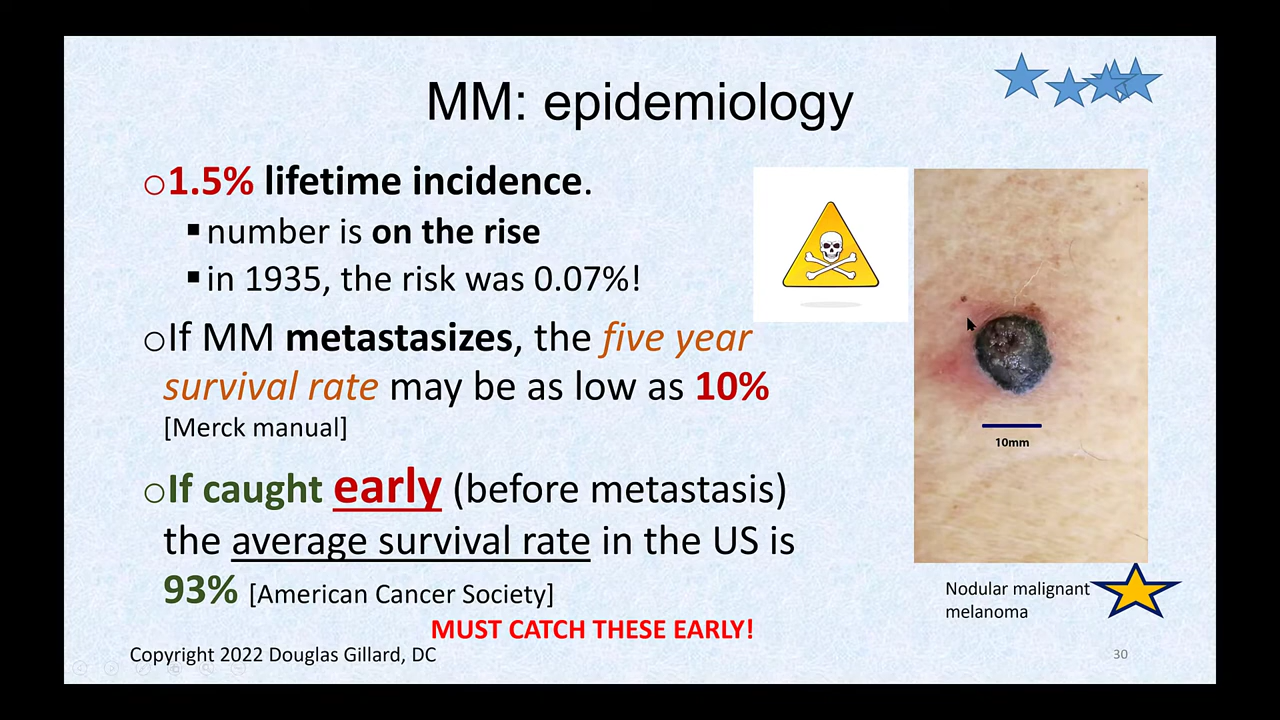 MM: epidemiology
○1.5% lifetime incidence.
▪number is on the rise
▪in 1935, the risk was 0.07%!
○If MM metastasizes, the five year
survival rate may be as low as 10%
[Merck manual]
○If caught early (before metastasis)
the average survival rate in the US is
93% [American Cancer Society]
MUST CATCH THESE EARLY!
10mm
Nodular malignant
melanoma
Copyright 2022 Douglas Gillard, DC
30